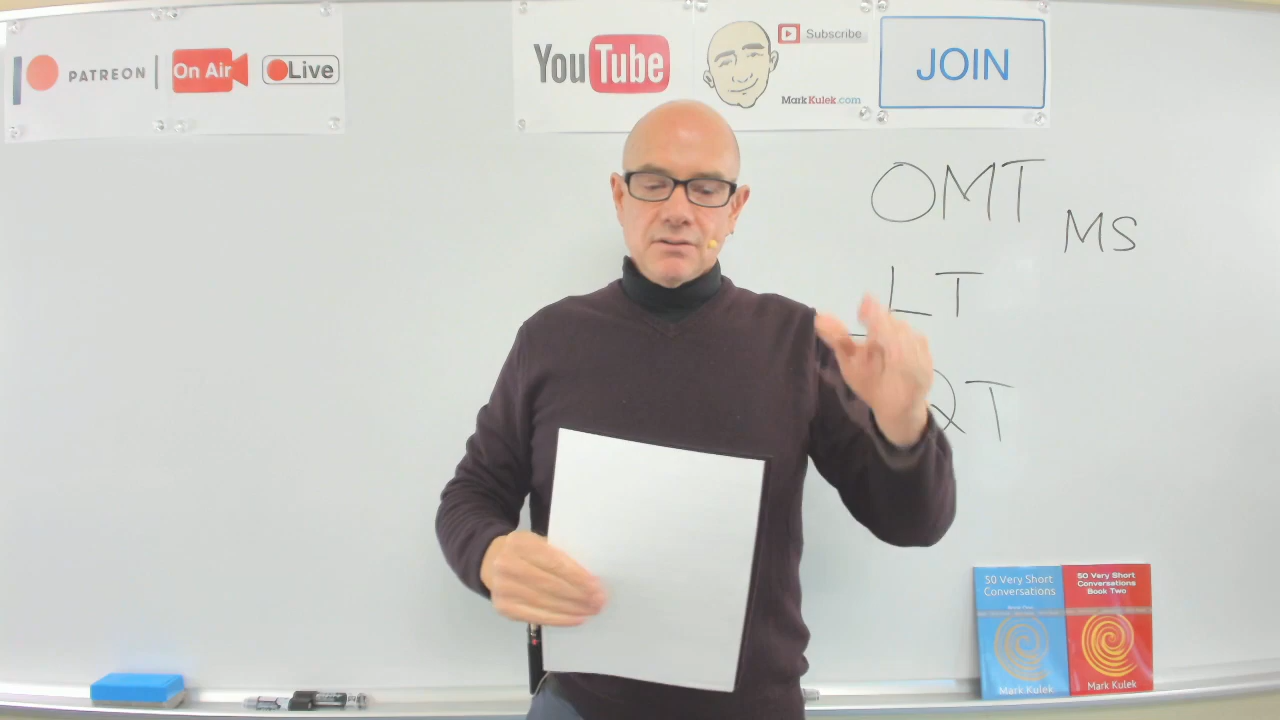 PATREON
On Air
Live
YouTube
Subscribe
MarkKulek.com
JOIN
OMT
MS
LT
QT
50 Very Short
Conversations
Mark Kulek
50 Very Short
Conversations
Book Two
Mark Kulek